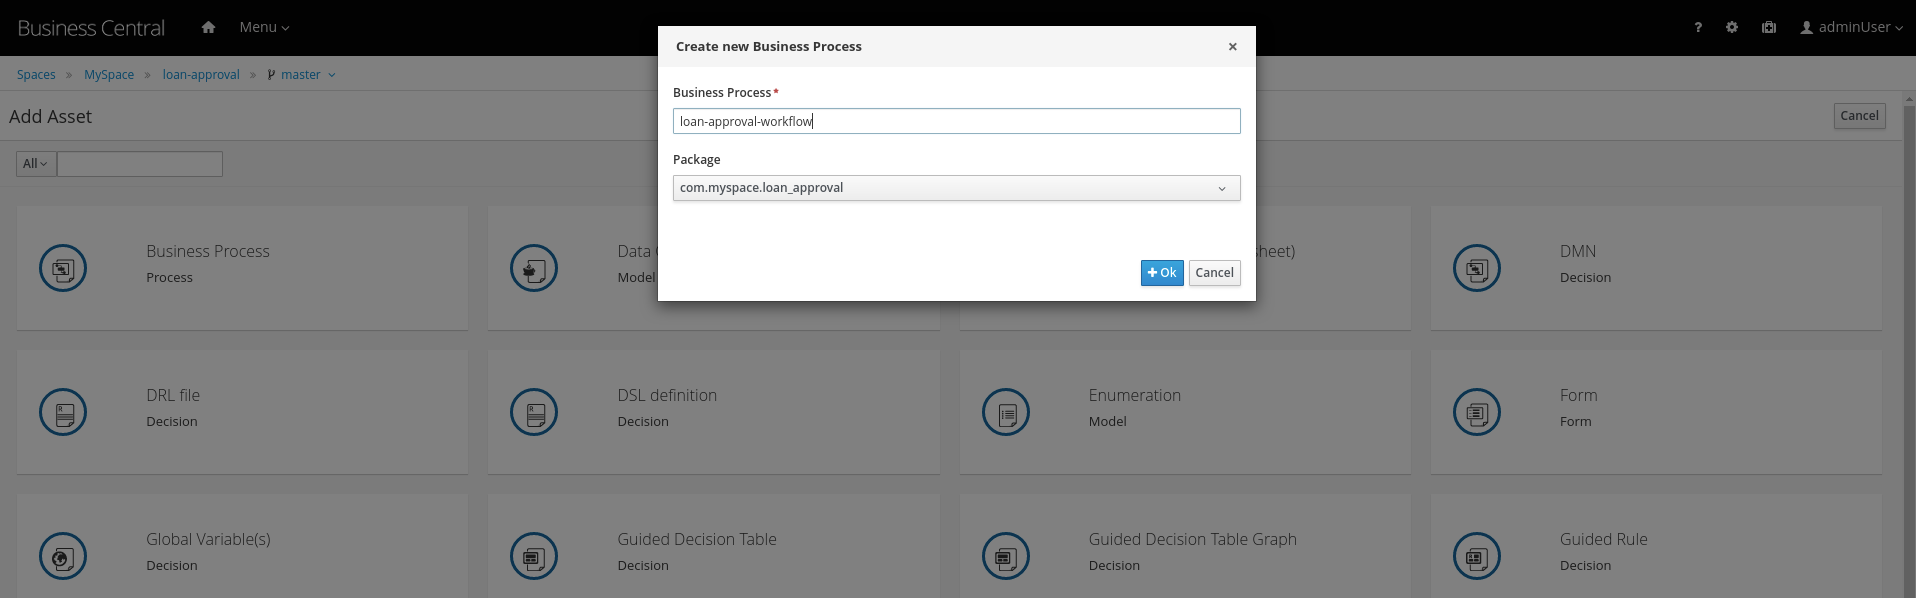 Business Central
Menu
?
adminUser
Create new Business Process
×
Spaces » MySpace » loan-approval » master
Add Asset
Cancel
Business Process*
loan-approval-workflow
Package
com.myspace.loan_approval
+ Ok
Cancel
All
Business Process
Process
Data
Model
sheet)
DMN
Decision
DRL file
Decision
DSL definition
Decision
Enumeration
Model
Form
Form
Global Variable(s)
Decision
Guided Decision Table
Decision
Guided Decision Table Graph
Decision
Guided Rule
Decision